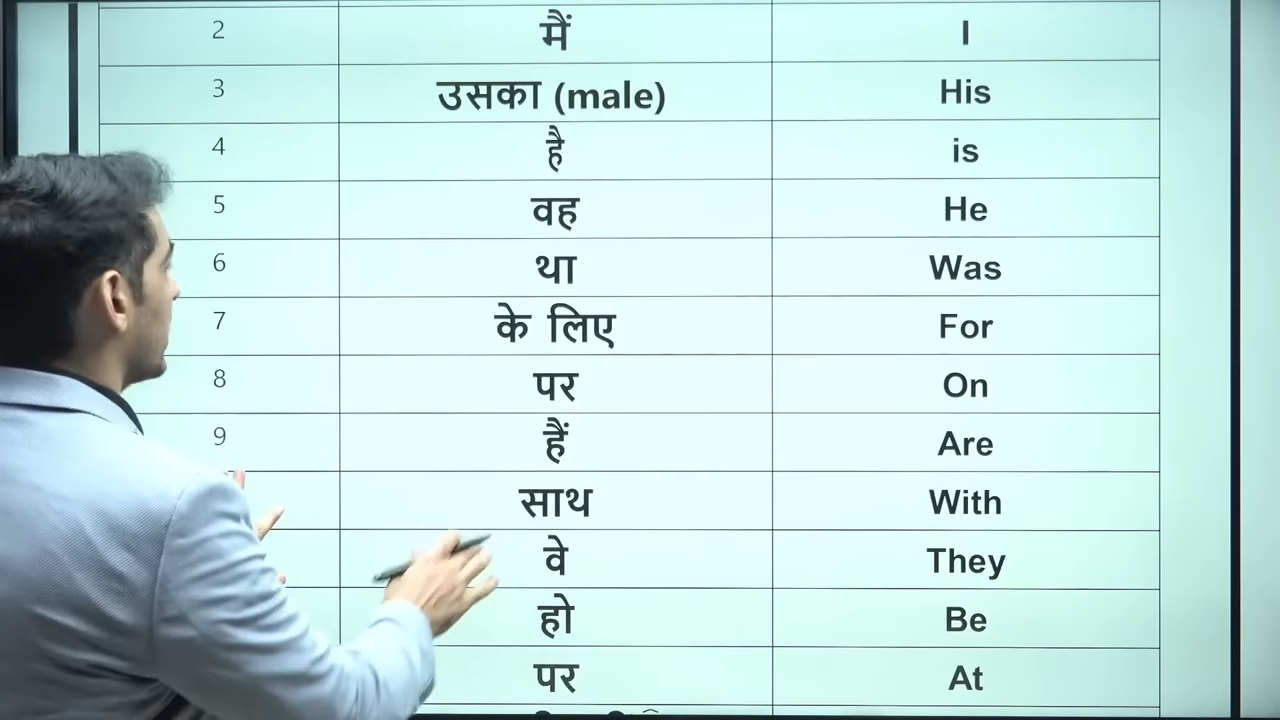 2 मैं I
3 उसका (male) His
4 है is
5 वह He
6 था Was
7 के लिए For
8 पर On
9 हैं Are
साथ With
वे They
हो Be
पर At